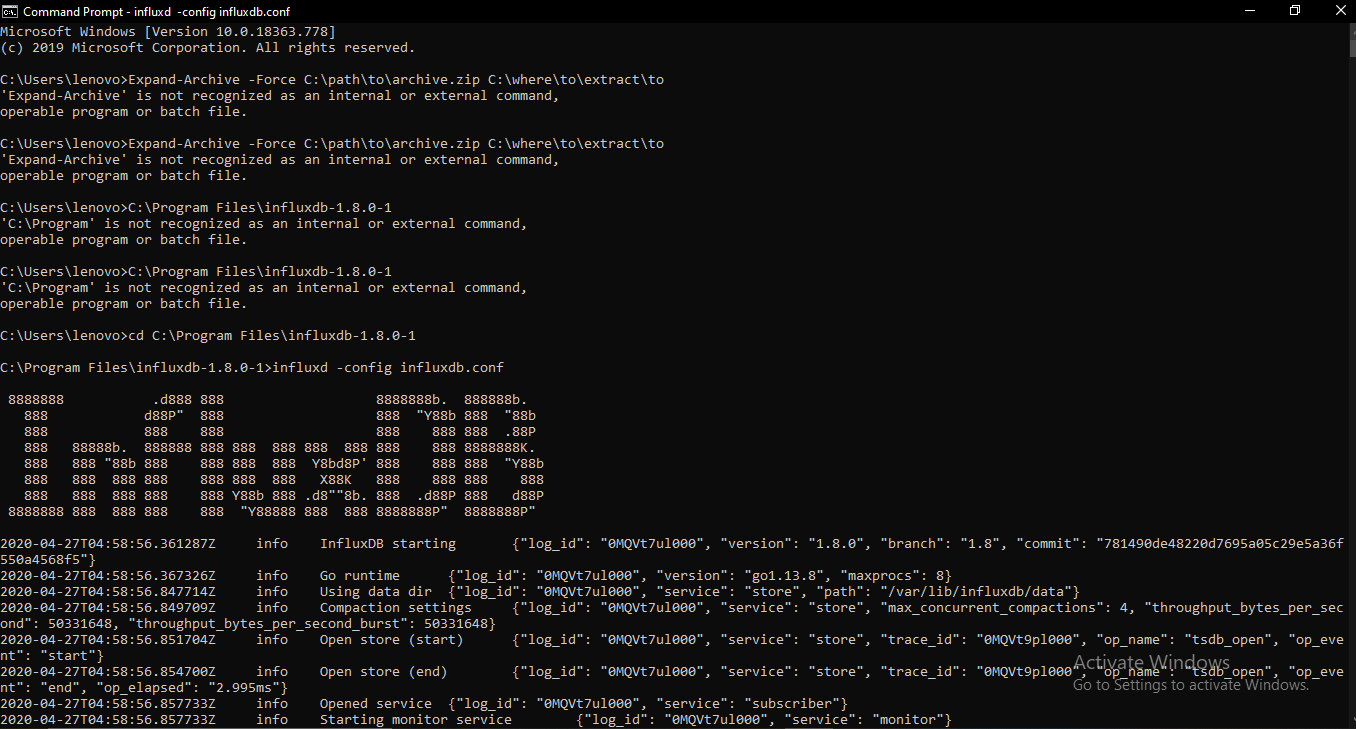 Command Prompt - influxd  -config influxdb.conf
Microsoft Windows [Version 10.0.18363.778]
(c) 2019 Microsoft Corporation. All rights reserved.
C:\Users\lenovo>Expand-Archive -Force C:\path\to\archive.zip C:\where\to\extract\to
'Expand-Archive' is not recognized as an internal or external command,
operable program or batch file.
C:\Users\lenovo>Expand-Archive -Force C:\path\to\archive.zip C:\where\to\extract\to
'Expand-Archive' is not recognized as an internal or external command,
operable program or batch file.
C:\Users\lenovo>C:\Program Files\influxdb-1.8.0-1
'C:\Program' is not recognized as an internal or external command,
operable program or batch file.
C:\Users\lenovo>C:\Program Files\influxdb-1.8.0-1
'C:\Program' is not recognized as an internal or external command,
operable program or batch file.
C:\Users\lenovo>cd C:\Program Files\influxdb-1.8.0-1
C:\Program Files\influxdb-1.8.0-1>influxd -config influxdb.conf
 8888888           .d888 888                   8888888b.  888888b.
   888            d88P"  888                   888  "Y88b 888  "88b
   888            888    888                   888    888 888  .88P
   888   88888b.  888888 888 888  888 888  888 888    888 8888888K.
   888   888 "88b 888    888 888  888  Y8bd8P' 888    888 888  "Y88b
   888   888  888 888    888 888  888   X88K   888    888 888    888
   888   888  888 888    888 Y88b 888 .d8""8b. 888  .d88P 888   d88P
 8888888 888  888 888    888  "Y88888 888  888 8888888P"  8888888P"
2020-04-27T04:58:56.361287Z     info    InfluxDB starting       {"log_id": "0MQVt7ul000", "version": "1.8.0", "branch": "1.8", "commit": "781490de48220d7695a05c29e5a36f
550a4568f5"}
2020-04-27T04:58:56.367326Z     info    Go runtime      {"log_id": "0MQVt7ul000", "version": "go1.13.8", "maxprocs": 8}
2020-04-27T04:58:56.847714Z     info    Using data dir  {"log_id": "0MQVt7ul000", "service": "store", "path": "/var/lib/influxdb/data"}
2020-04-27T04:58:56.849709Z     info    Compaction settings     {"log_id": "0MQVt7ul000", "service": "store", "max_concurrent_compactions": 4, "throughput_bytes_per_sec
ond": 50331648, "throughput_bytes_per_second_burst": 50331648}
2020-04-27T04:58:56.851704Z     info    Open store (start)      {"log_id": "0MQVt7ul000", "service": "store", "trace_id": "0MQVt9pl000", "op_name": "tsdb_open", "op_eve
nt": "start"}
2020-04-27T04:58:56.854700Z     info    Open store (end)        {"log_id": "0MQVt7ul000", "service": "store", "trace_id": "0MQVt9pl000", "op_name": "tsdb_open", "op_eve
nt": "end", "op_elapsed": "2.995ms"}
2020-04-27T04:58:56.857733Z     info    Opened service  {"log_id": "0MQVt7ul000", "service": "subscriber"}
2020-04-27T04:58:56.857733Z     info    Starting monitor service        {"log_id": "0MQVt7ul000", "service": "monitor"}
Activate Windows
Go to Settings to activate Windows.